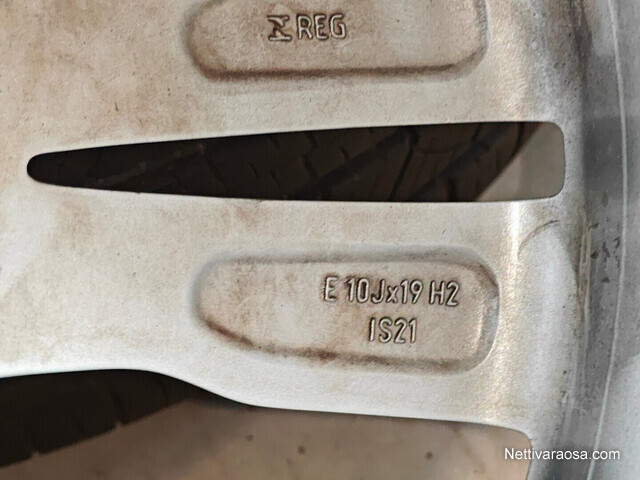 REG
E 10Jx19 H2
IS21
Nettivaraosa.com